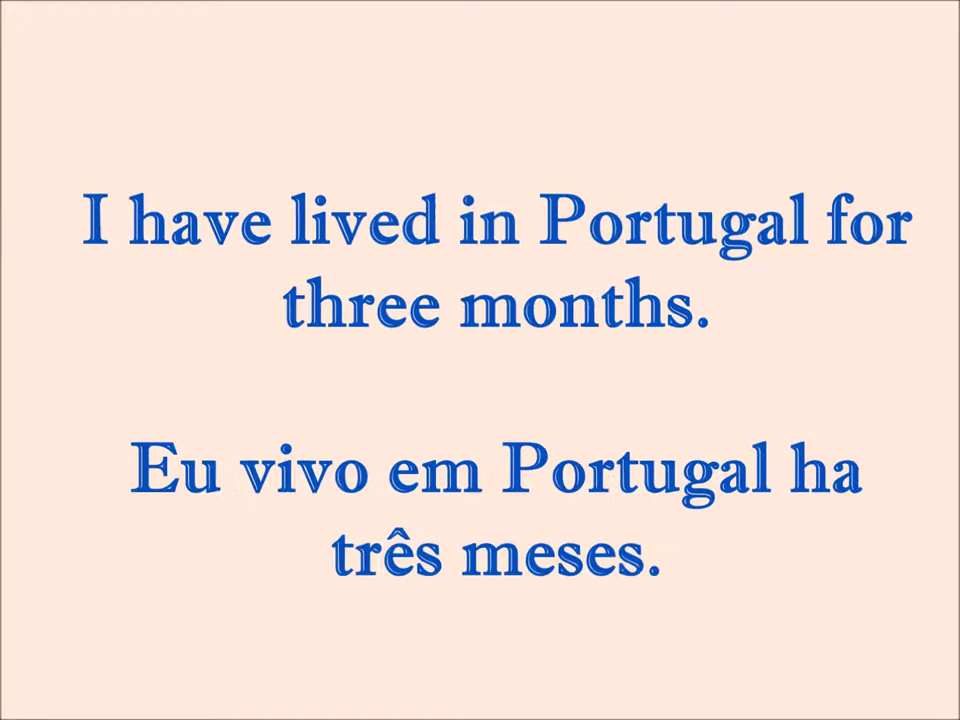 I have lived in Portugal for
three months.
Eu vivo em Portugal ha
três meses.